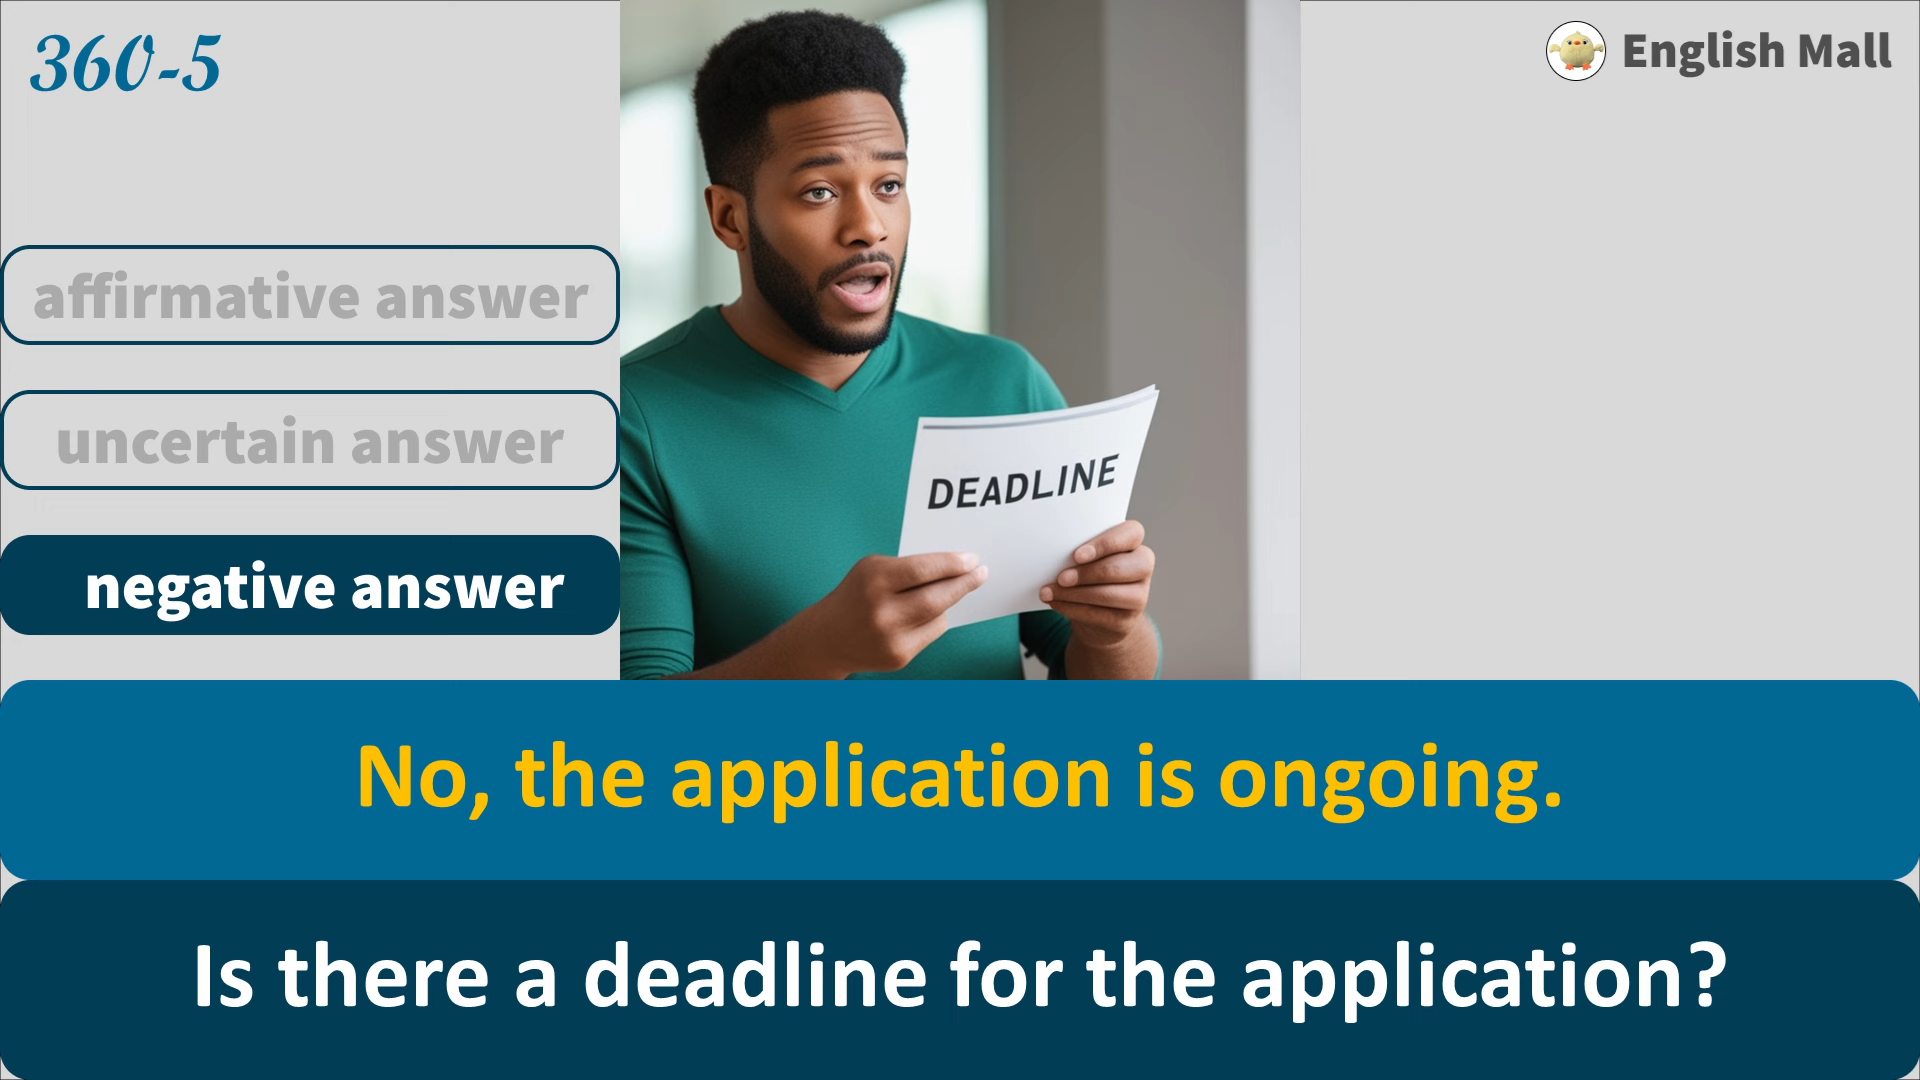 360-5
English Mall
affirmative answer
uncertain answer
negative answer
DEADLINE
No, the application is ongoing.
Is there a deadline for the application?